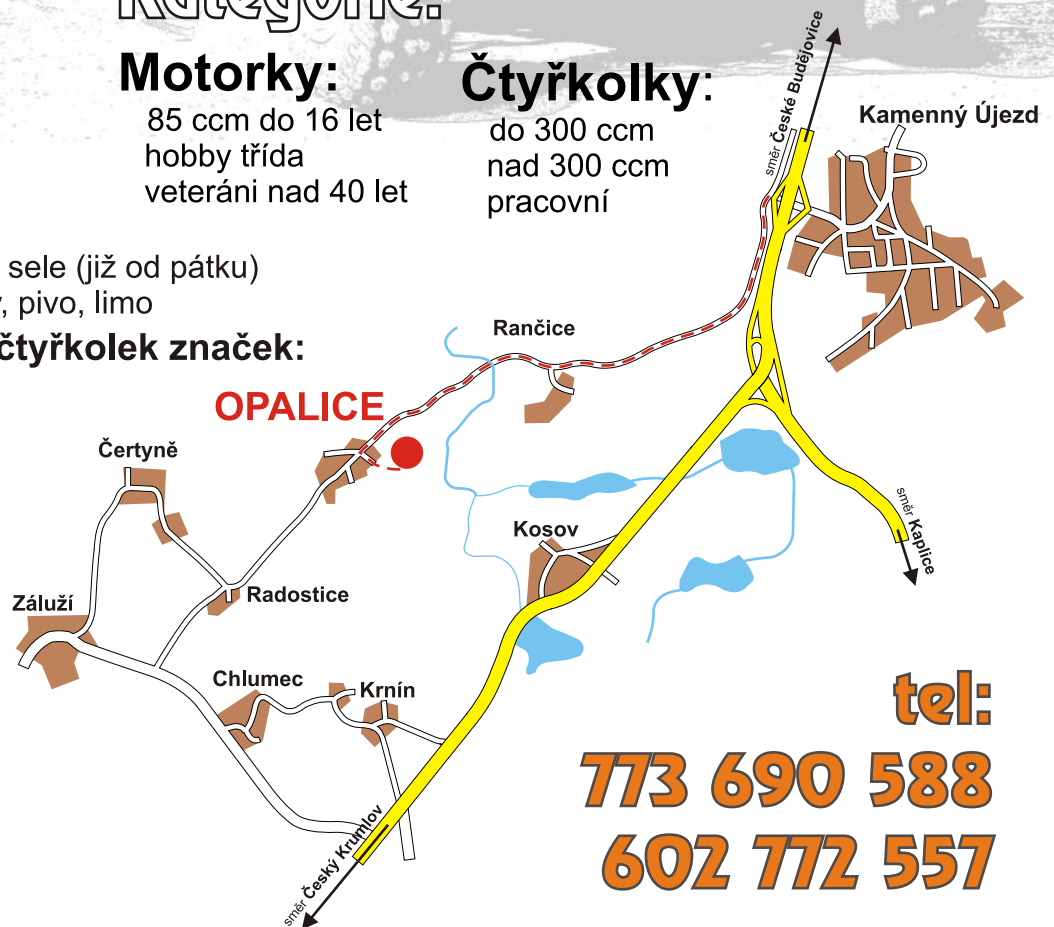 Kategorie:
Motorky:
85 ccm do 16 let
hobby třída
veteráni nad 40 let
Čtyřkolky:
do 300 ccm
nad 300 ccm
pracovní
sele (již od pátku)
, pivo, limo
čtyřkolek značek:
směr České Budějovice
Kamenný Újezd
Rančice
OPALICE
Čertyně
Kosov
směr Kaplice
Radostice
Záluží
Chlumec
Krnín
směr Český Krumlov
tel:
773 690 588
602 772 557